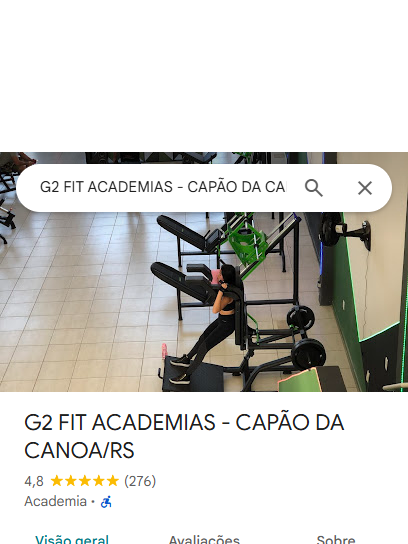 G2 FIT ACADEMIAS - CAPÃO DA CA
G2 FIT ACADEMIAS - CAPÃO DA
CANOA/RS
4,8 (276)
Academia •
Visão geral Avaliações Sobre